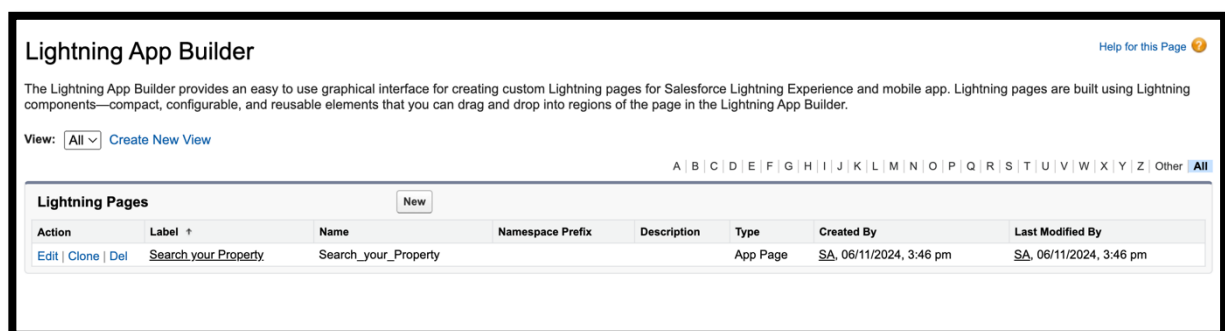 Lightning App Builder
Help for this Page ?
The Lightning App Builder provides an easy to use graphical interface for creating custom Lightning pages for Salesforce Lightning Experience and mobile app. Lightning pages are built using Lightning
components—compact, configurable, and reusable elements that you can drag and drop into regions of the page in the Lightning App Builder.
View: All Create New View
A | B | C | D | E | F | G | H | I | J | K | L | M | N | O | P | Q | R | S | T | U | V | W | X | Y | Z | Other | All
Lightning Pages New
Action Label ↑ Name Namespace Prefix Description Type Created By Last Modified By
Edit | Clone | Del Search your Property Search_your_Property App Page SA, 06/11/2024, 3:46 pm SA, 06/11/2024, 3:46 pm